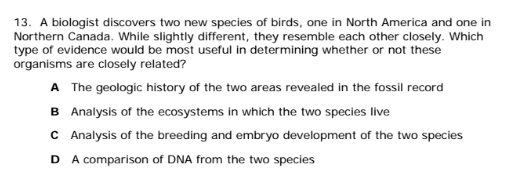 13. A biologist discovers two new species of birds, one in North America and one in
Northern Canada. While slightly different, they resemble each other closely. Which
type of evidence would be most useful in determining whether or not these
organisms are closely related?
A The geologic history of the two areas revealed in the fossil record
B Analysis of the ecosystems in which the two species live
C Analysis of the breeding and embryo development of the two species
D A comparison of DNA from the two species